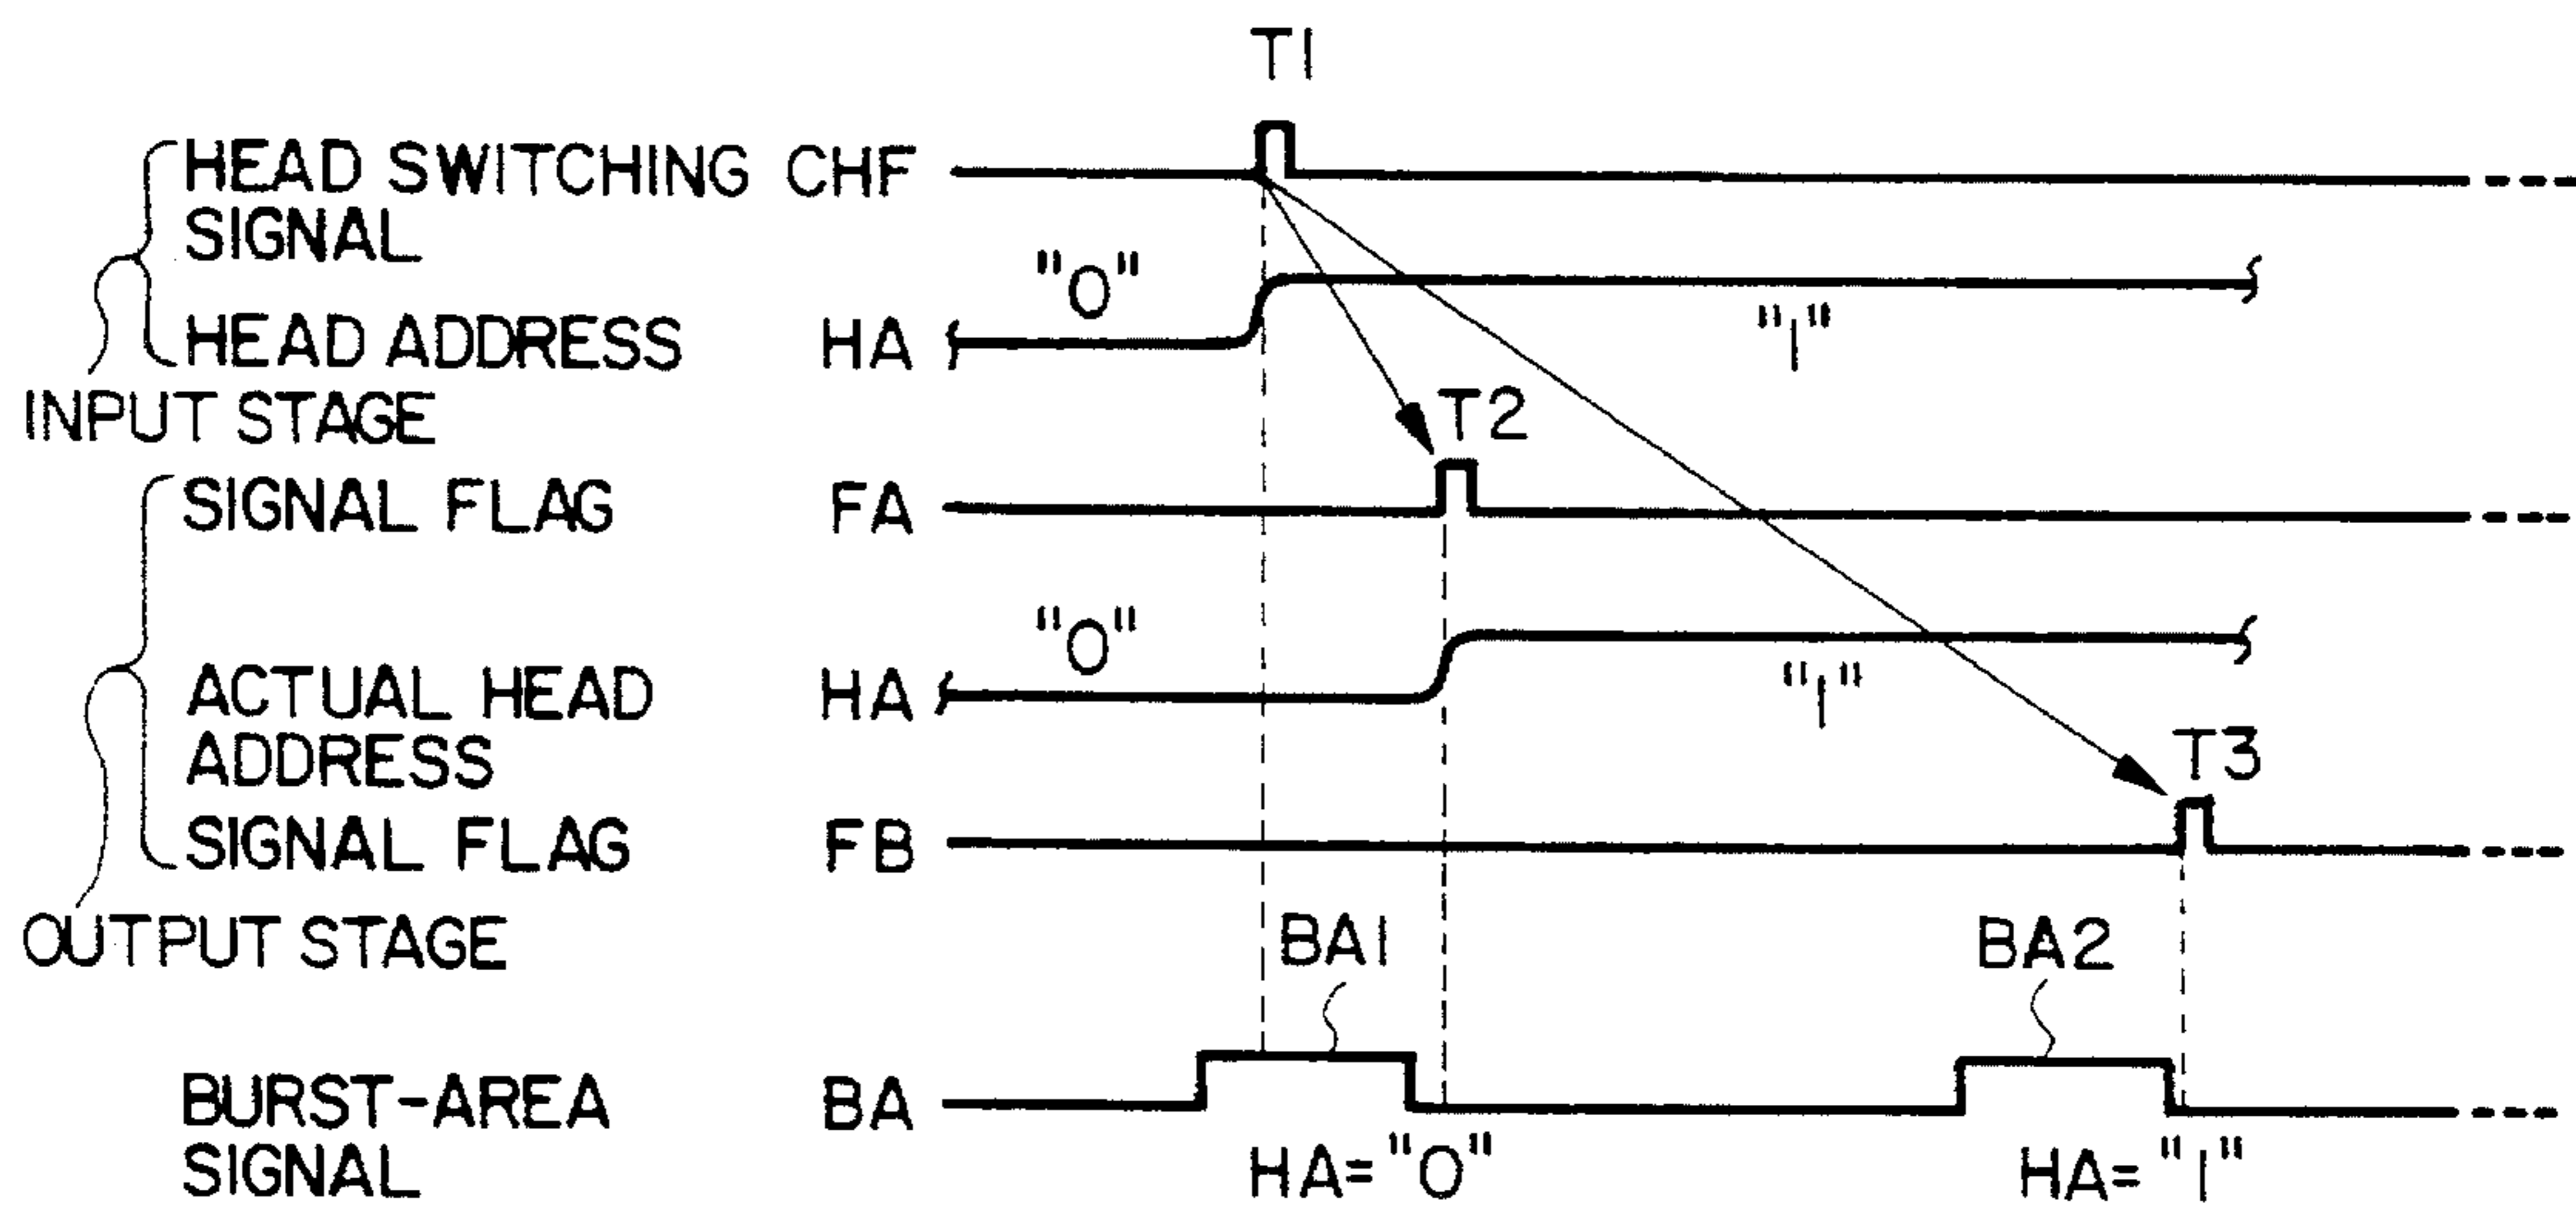 T1
HEAD SWITCHING CHF
SIGNAL
"0"
HEAD ADDRESS HA
"1"
INPUT STAGE
T2
SIGNAL FLAG FA
"0"
ACTUAL HEAD HA
"1"
ADDRESS
T3
SIGNAL FLAG FB
OUTPUT STAGE
BA1
BA2
BURST-AREA BA
SIGNAL
HA="0"
HA="1"